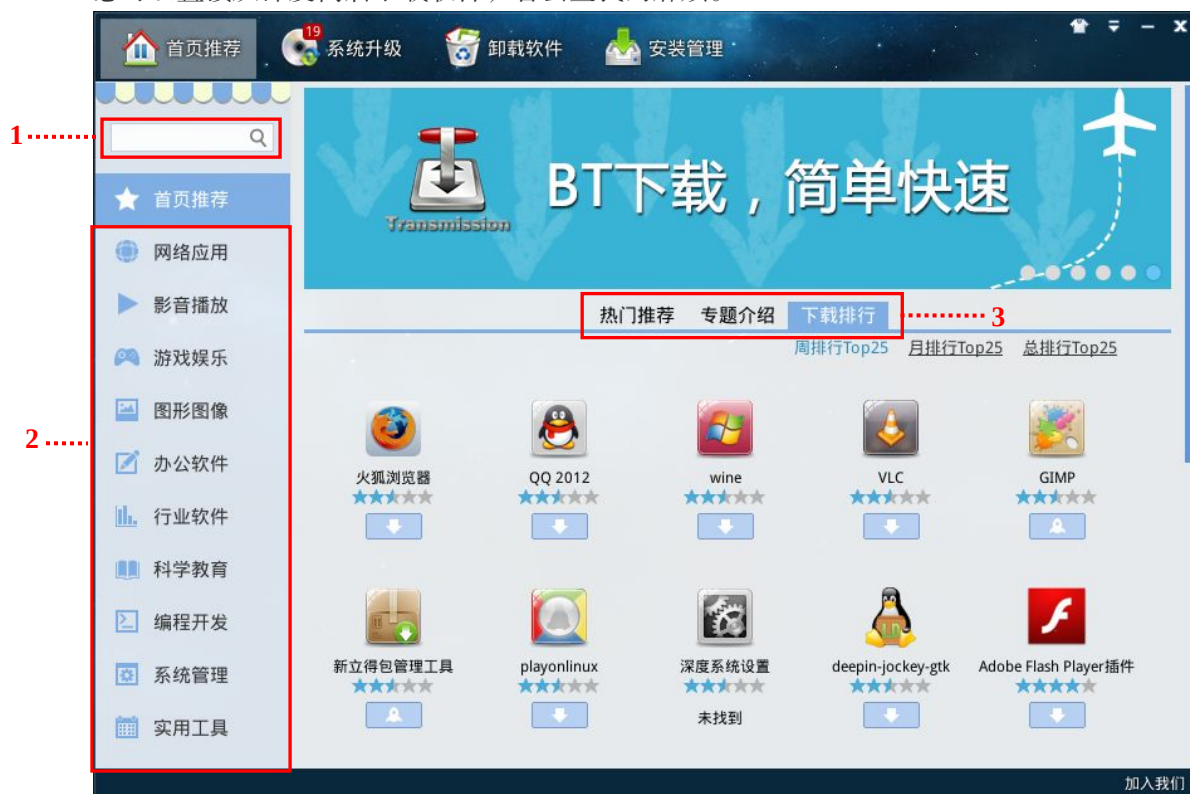 首页推荐
19
系统升级
卸载软件
安装管理
1
首页推荐
网络应用
影音播放
游戏娱乐
图形图像
2
办公软件
行业软件
科学教育
编程开发
系统管理
实用工具
Transmission
BT下载，简单快速
热门推荐 专题介绍 下载排行
3
周排行Top25 月排行Top25 总排行Top25
火狐浏览器
QQ 2012
wine
VLC
GIMP
新立得包管理工具
playonlinux
深度系统设置
LD
deepin-jockey-gtk
Adobe Flash Player插件
未找到
加入我们